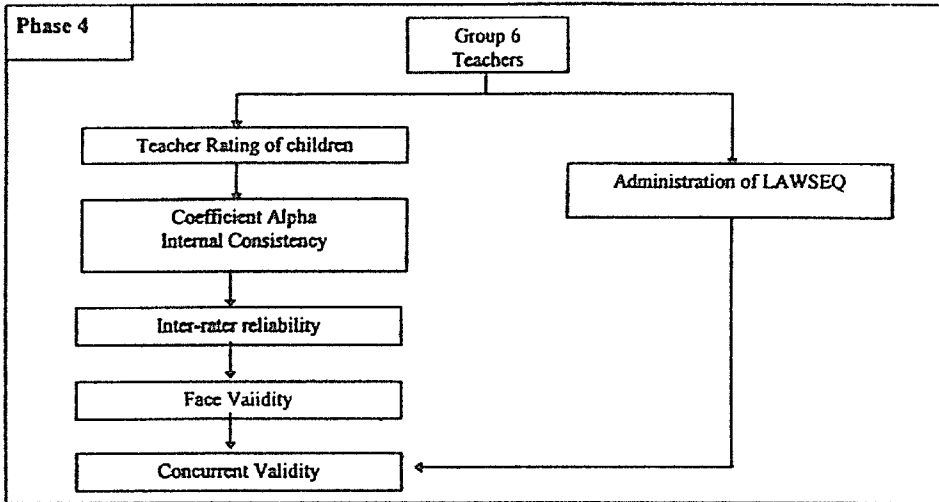 Phase 4
Group 6
Teachers
Teacher Rating of children
Administration of LAWSEQ
Coefficient Alpha
Internal Consistency
Inter-rater reliability
Face Validity
Concurrent Validity